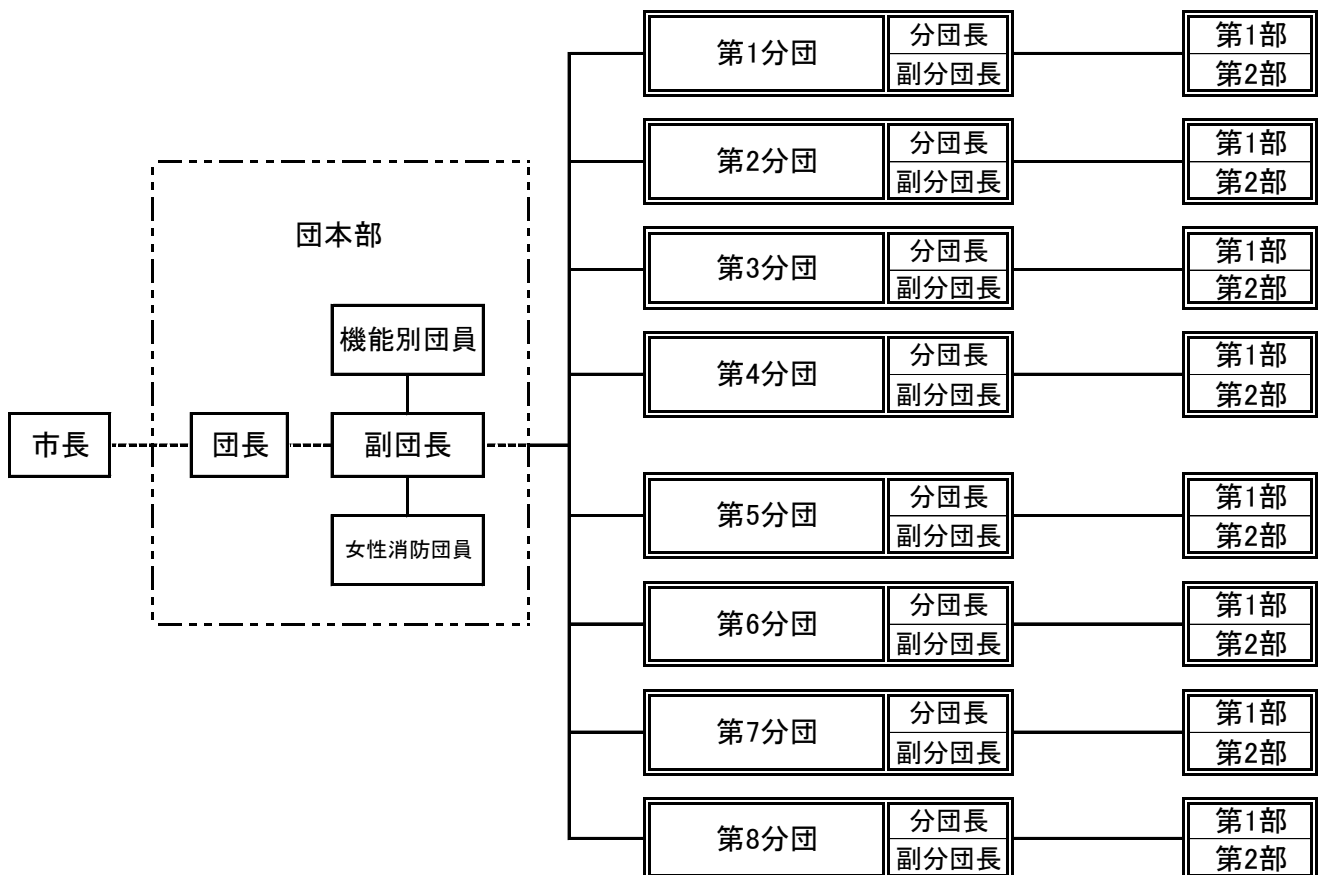 市長
団本部
団長
副団長
機能別団員
女性消防団員
第1分団
分団長
副分団長
第1部
第2部
第2分団
分団長
副分団長
第1部
第2部
第3分団
分団長
副分団長
第1部
第2部
第4分団
分団長
副分団長
第1部
第2部
第5分団
分団長
副分団長
第1部
第2部
第6分団
分団長
副分団長
第1部
第2部
第7分団
分団長
副分団長
第1部
第2部
第8分団
分団長
副分団長
第1部
第2部